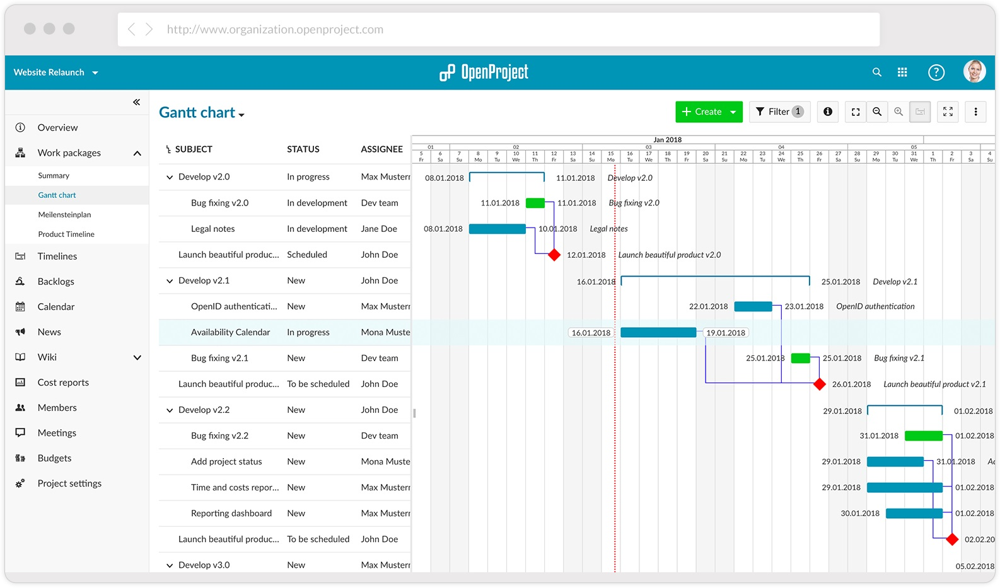 http://www.organization.openproject.com
Website Relaunch
OpenProject
?
Overview
Work packages
Summary
Gantt chart
Meilensteinplan
Product Timeline
Timelines
Backlogs
Calendar
News
Wiki
Cost reports
Members
Meetings
Budgets
Project settings
Gantt chart
+ Create
Filter 1
SUBJECT STATUS ASSIGNEE
Jan 2018
01 02 03 04 05
5 6 7 8 9 10 11 12 13 14 15 16 17 18 19 20 21 22 23 24 25 26 27 28 29 30 31 1 2 3 4
Fr Sa Su Mo Tu We Th Fr Sa Su Mo Tu We Th Fr Sa Su Mo Tu We Th Fr Sa Su Mo Tu We Th Fr Sa Su
Develop v2.0 In progress Max Muster 08.01.2018 11.01.2018 Develop v2.0
Bug fixing v2.0 In development Dev team 11.01.2018 11.01.2018 Bug fixing v2.0
Legal notes In development Jane Doe 08.01.2018 10.01.2018 Legal notes
Launch beautiful produc... Scheduled John Doe 12.01.2018 Launch beautiful product v2.0
Develop v2.1 New John Doe 16.01.2018 25.01.2018 Develop v2.1
OpenID authenticati... New Max Muster 22.01.2018 23.01.2018 OpenID authentication
Availability Calendar In progress Mona Muste 16.01.2018 19.01.2018
Bug fixing v2.1 New Dev team 25.01.2018 25.01.2018 Bug fixing v2.1
Launch beautiful produc... To be scheduled John Doe 26.01.2018 Launch beautiful product v2.1
Develop v2.2 New John Doe 29.01.2018 01.02.2018
Bug fixing v2.2 New Dev team 31.01.2018 01.02.2018
Add project status New Mona Muste 29.01.2018 31.01.2018
Time and costs repor... New Max Muster 29.01.2018 01.02.2018
Reporting dashboard New Max Muster 30.01.2018 01.02.2018
Launch beautiful produc... To be scheduled John Doe 02.02.20
Develop v3.0 New Max Muster 05.02.2018